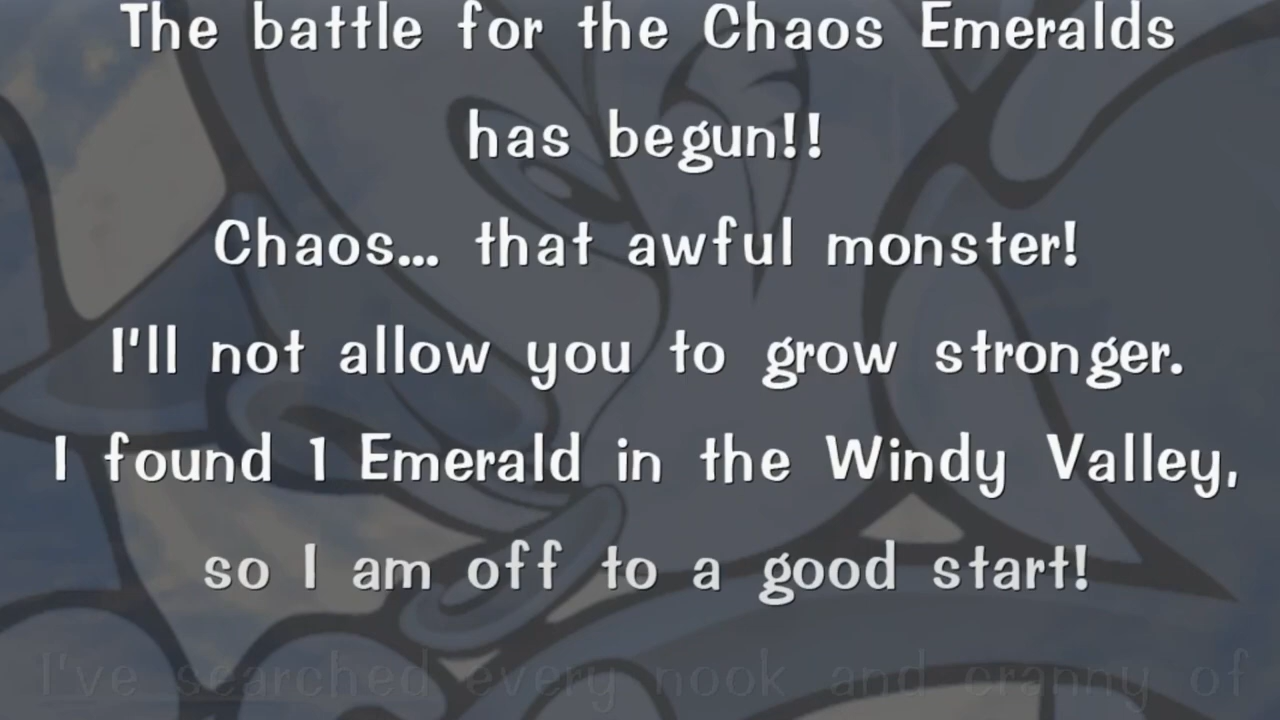 The battle for the Chaos Emeralds
has begun!!
Chaos... that awful monster!
I'll not allow you to grow stronger.
I found 1 Emerald in the Windy Valley,
so I am off to a good start!
I've searched every nook and cranny of